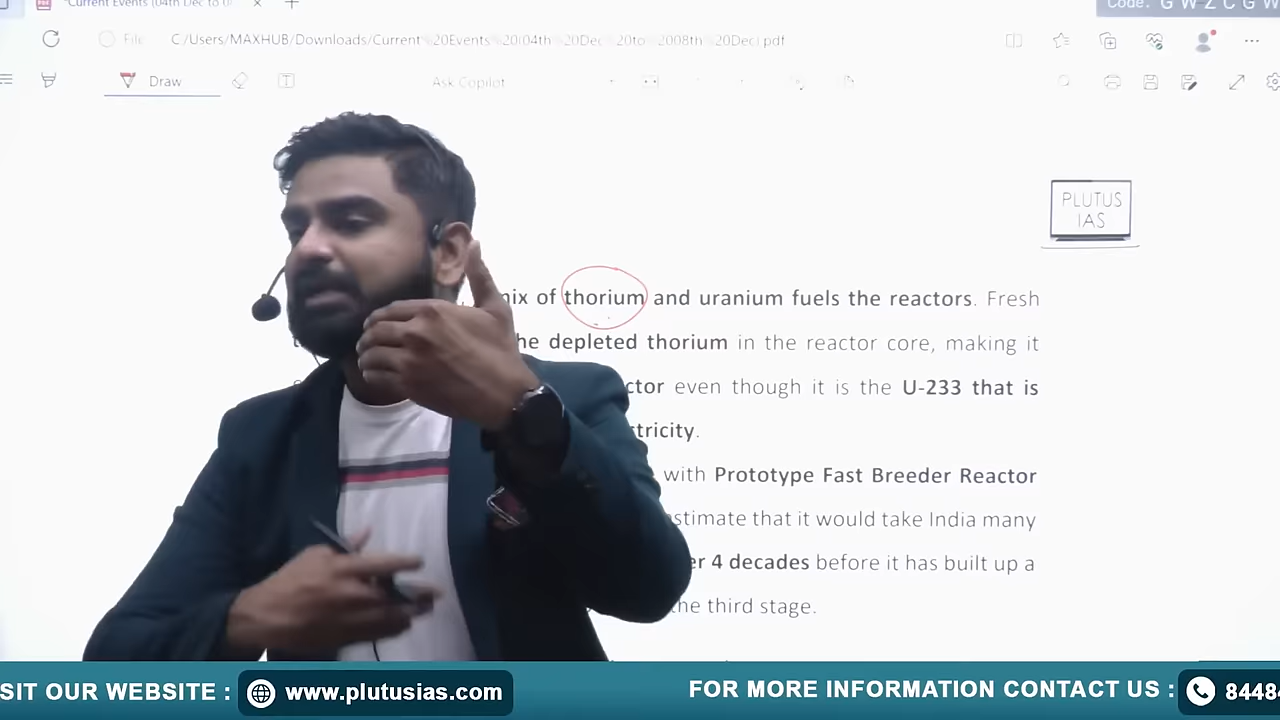 Current Events (04th Dec to 0
Code: G W Z C G W
File C:/Users/MAXHUB/Downloads/Current%20Events%20(04th%20Dec%20to%2008th%20Dec).pdf
Draw
Ask Copilot
PLUTUS
IAS
mix of thorium and uranium fuels the reactors. Fresh
the depleted thorium in the reactor core, making it
even though it is the U-233 that is
with Prototype Fast Breeder Reactor
that it would take India many
4 decades before it has built up a
the third stage.
SIT OUR WEBSITE : www.plutusias.com
FOR MORE INFORMATION CONTACT US : 8448